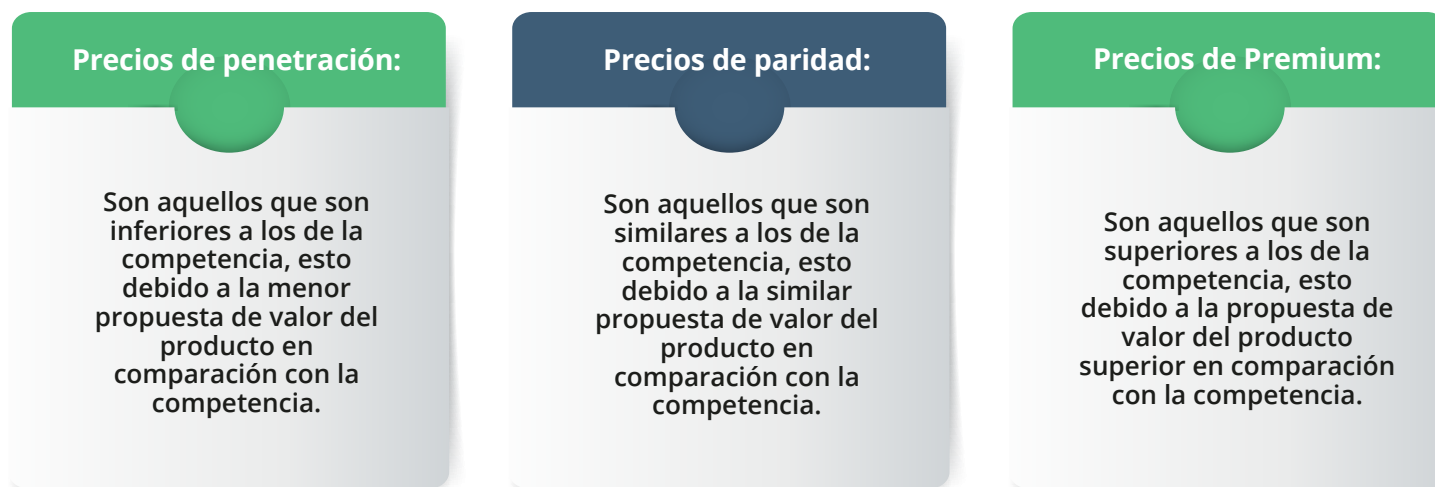 Precios de penetración:
Son aquellos que son
inferiores a los de la
competencia, esto
debido a la menor
propuesta de valor del
producto en
comparación con la
competencia.
Precios de paridad:
Son aquellos que son
similares a los de la
competencia, esto
debido a la similar
propuesta de valor del
producto en
comparación con la
competencia.
Precios de Premium:
Son aquellos que son
superiores a los de la
competencia, esto
debido a la propuesta de
valor del producto
superior en comparación
con la competencia.